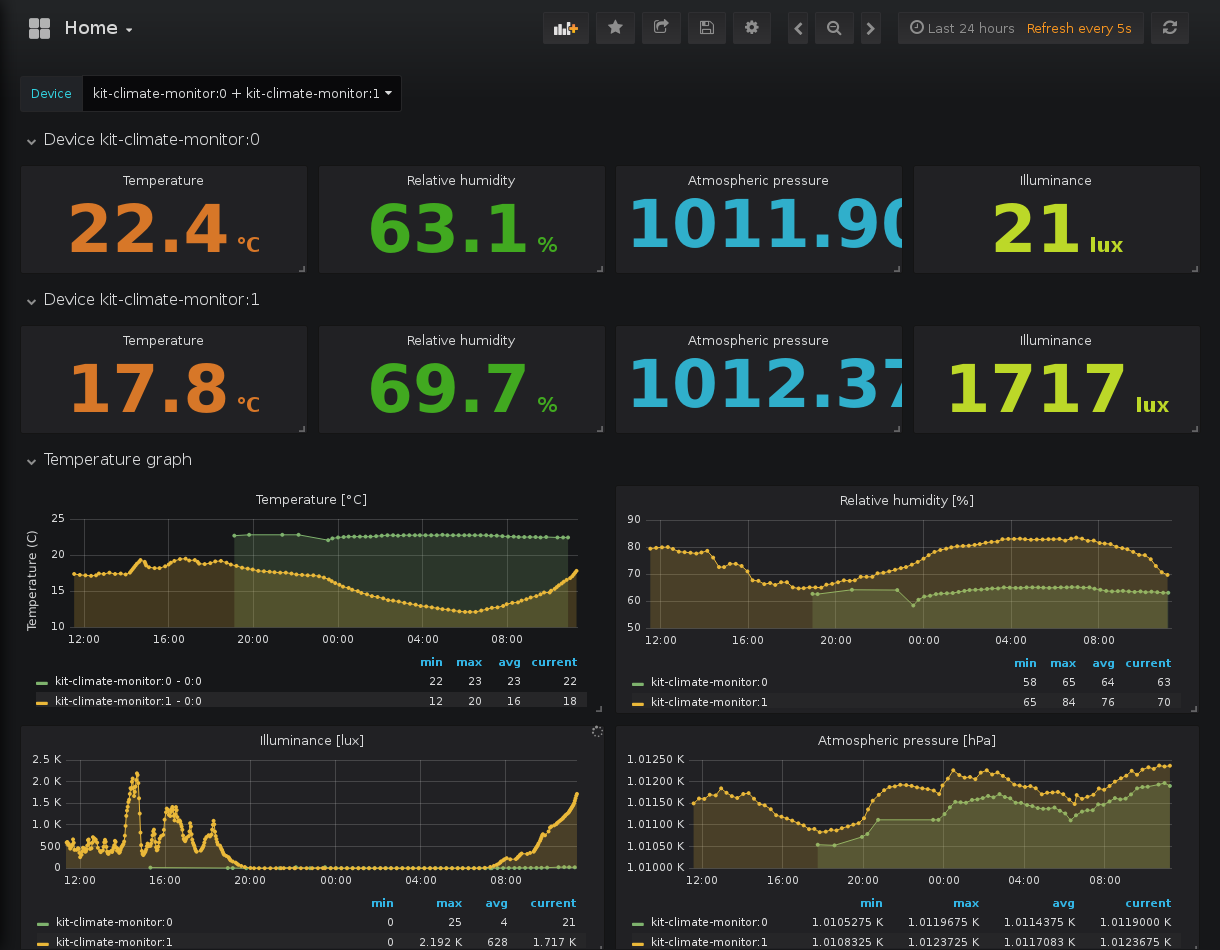 Home
Last 24 hours Refresh every 5s
Device kit-climate-monitor:0 + kit-climate-monitor:1
Device kit-climate-monitor:0
Temperature Relative humidity Atmospheric pressure Illuminance
22.4 °C 63.1 % 1011.90 21 lux
Device kit-climate-monitor:1
Temperature Relative humidity Atmospheric pressure Illuminance
17.8 °C 69.7 % 1012.37 1717 lux
Temperature graph
Temperature [°C]
Temperature (C)
25
20
15
10
12:00 16:00 20:00 00:00 04:00 08:00
min max avg current
kit-climate-monitor:0 - 0:0 22 23 23 22
kit-climate-monitor:1 - 0:0 12 20 16 18
Relative humidity [%]
90
80
70
60
50
12:00 16:00 20:00 00:00 04:00 08:00
min max avg current
kit-climate-monitor:0 58 65 64 63
kit-climate-monitor:1 65 84 76 70
Illuminance [lux]
2.5 K
2.0 K
1.5 K
1.0 K
500
0
12:00 16:00 20:00 00:00 04:00 08:00
min max avg current
kit-climate-monitor:0 0 25 4 21
kit-climate-monitor:1 0 2.192 K 628 1.717 K
Atmospheric pressure [hPa]
1.01250 K
1.01200 K
1.01150 K
1.01100 K
1.01050 K
1.01000 K
12:00 16:00 20:00 00:00 04:00 08:00
min max avg current
kit-climate-monitor:0 1.0105275 K 1.0119675 K 1.0114375 K 1.0119000 K
kit-climate-monitor:1 1.0108325 K 1.0123725 K 1.0117083 K 1.0123675 K